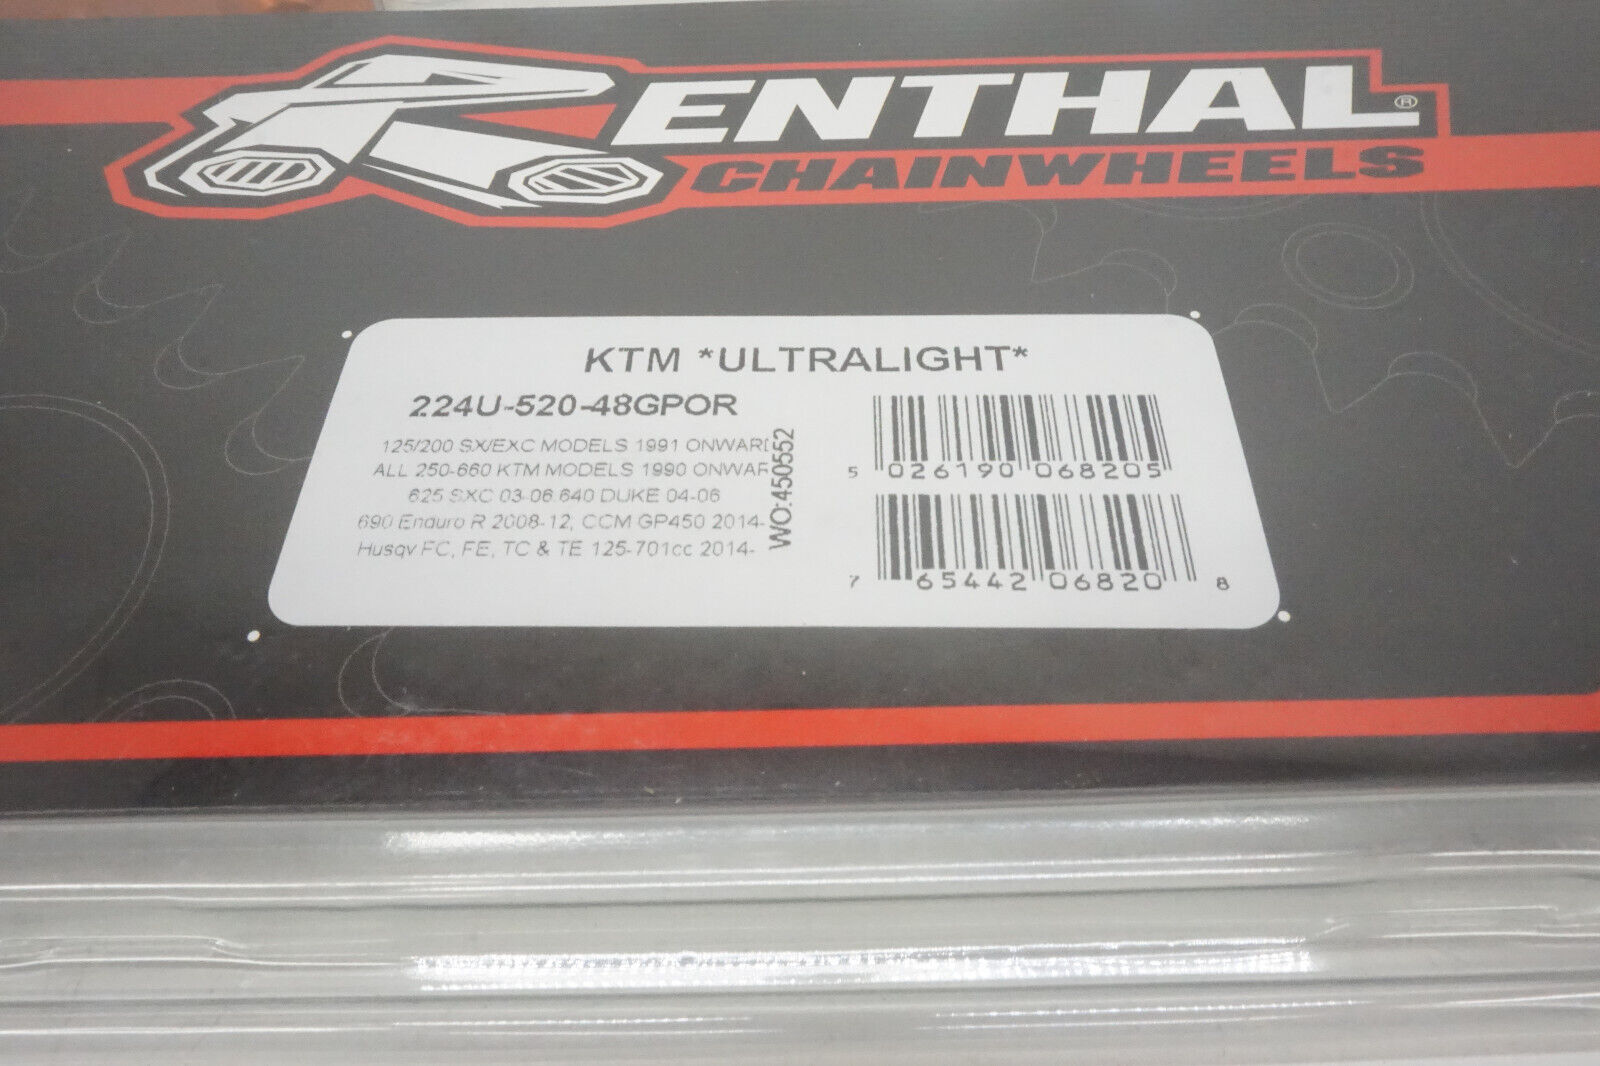 RENTHAL®
CHAINWHEELS
KTM *ULTRALIGHT*
224U-520-48GPOR
125/200 SX/EXC MODELS 1991 ONWARD
ALL 250-660 KTM MODELS 1990 ONWAR
625 SXC 03-06 640 DUKE 04-06
690 Enduro R 2008-12, CCM GP450 2014-
Husqv FC, FE, TC & TE 125-701cc 2014-
WO:450552
5 026190 068205
7 65442 06820 8